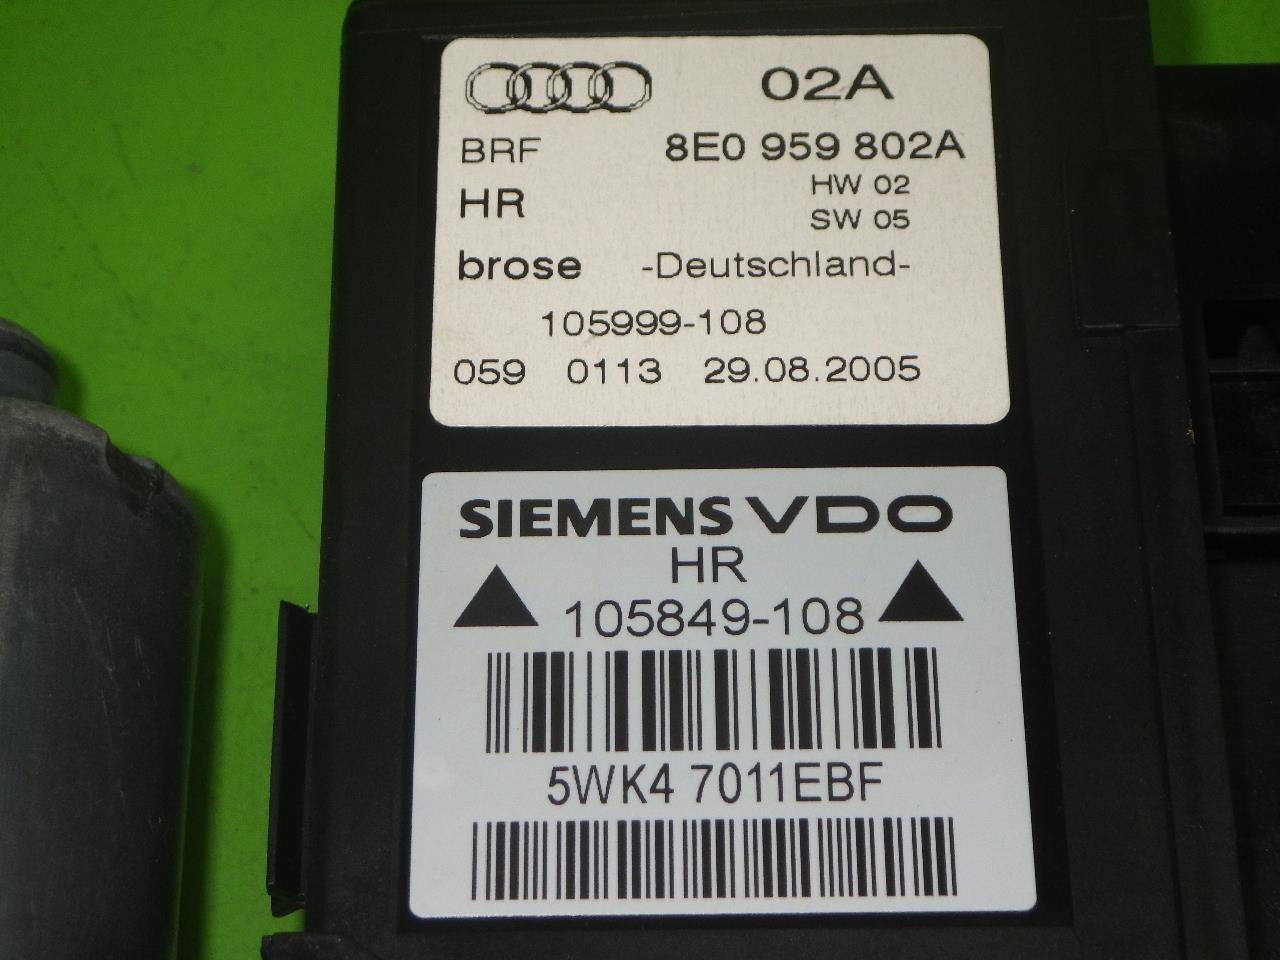 02A
BRF 8E0 959 802A
HR HW 02
SW 05
brose -Deutschland-
105999-108
059 0113 29.08.2005
SIEMENS VDO
HR
105849-108
5WK4 7011EBF